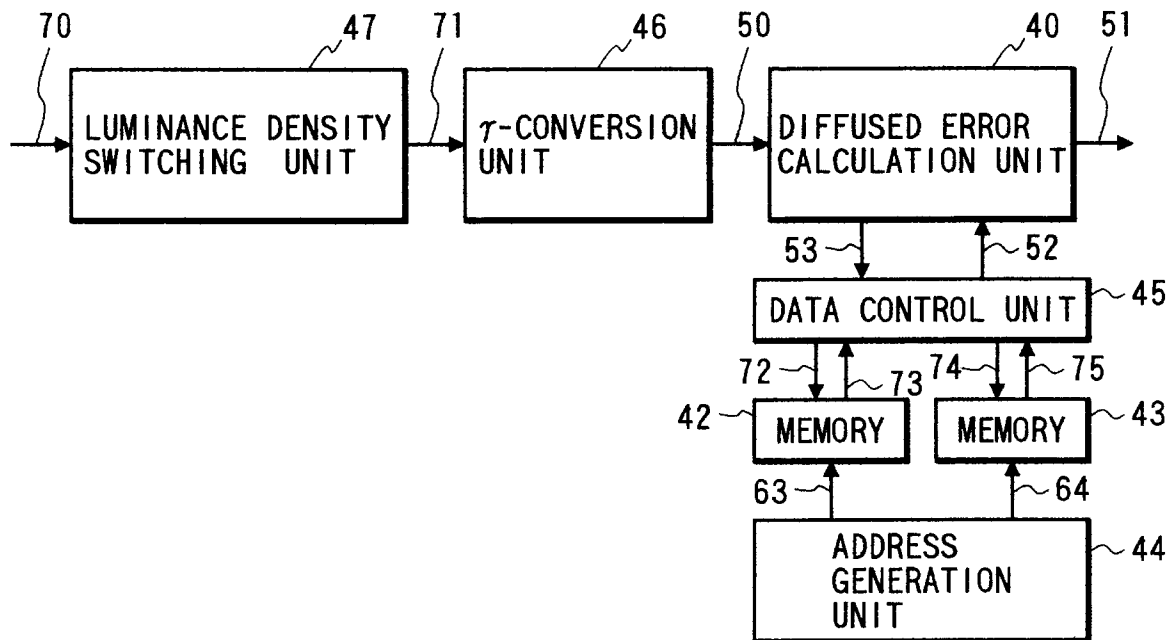 70
47
71
46
50
40
51
LUMINANCE DENSITY
SWITCHING UNIT
γ-CONVERSION
UNIT
DIFFUSED ERROR
CALCULATION UNIT
53
52
45
DATA CONTROL UNIT
72
73
74
75
42
MEMORY
MEMORY
43
63
64
ADDRESS
GENERATION
UNIT
44